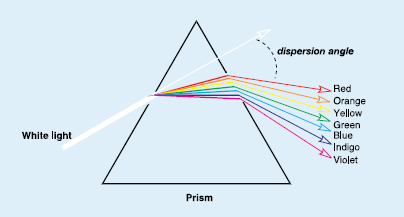 dispersion angle
Red
Orange
Yellow
Green
Blue
Indigo
Violet
White light
Prism